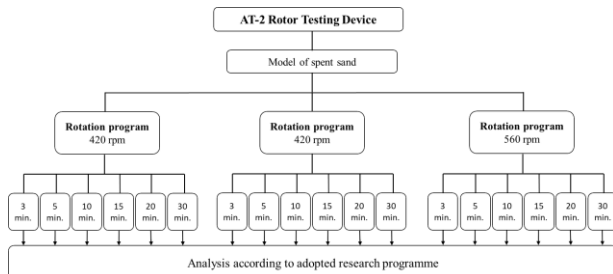 AT-2 Rotor Testing Device
Model of spent sand
Rotation program
420 rpm
Rotation program
420 rpm
Rotation program
560 rpm
3
min.
5
min.
10
min.
15
min.
20
min.
30
min.
3
min.
5
min.
10
min.
15
min.
20
min.
30
min.
3
min.
5
min.
10
min.
15
min.
20
min.
30
min.
Analysis according to adopted research programme